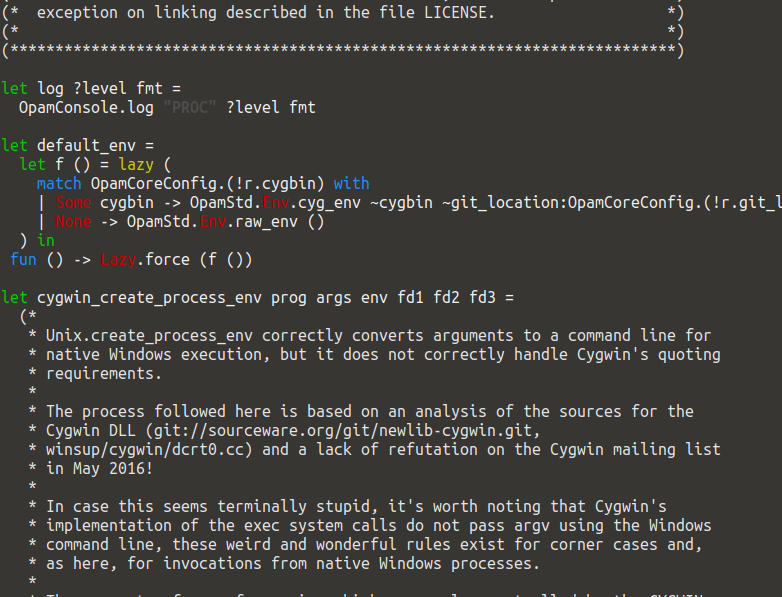 (*  exception on linking described in the file LICENSE.                   *)
(*                                                                        *)
(**************************************************************************)
let log ?level fmt =
  OpamConsole.log "PROC" ?level fmt
let default_env =
  let f () = lazy (
    match OpamCoreConfig.(!r.cygbin) with
    | Some cygbin -> OpamStd.Env.cyg_env ~cygbin ~git_location:OpamCoreConfig.(!r.git_l
    | None -> OpamStd.Env.raw_env ()
  ) in
 fun () -> Lazy.force (f ())
let cygwin_create_process_env prog args env fd1 fd2 fd3 =
  (*
   * Unix.create_process_env correctly converts arguments to a command line for
   * native Windows execution, but it does not correctly handle Cygwin's quoting
   * requirements.
   *
   * The process followed here is based on an analysis of the sources for the
   * Cygwin DLL (git://sourceware.org/git/newlib-cygwin.git,
   * winsup/cygwin/dcrt0.cc) and a lack of refutation on the Cygwin mailing list
   * in May 2016!
   *
   * In case this seems terminally stupid, it's worth noting that Cygwin's
   * implementation of the exec system calls do not pass argv using the Windows
   * command line, these weird and wonderful rules exist for corner cases and,
   * as here, for invocations from native Windows processes.
   *